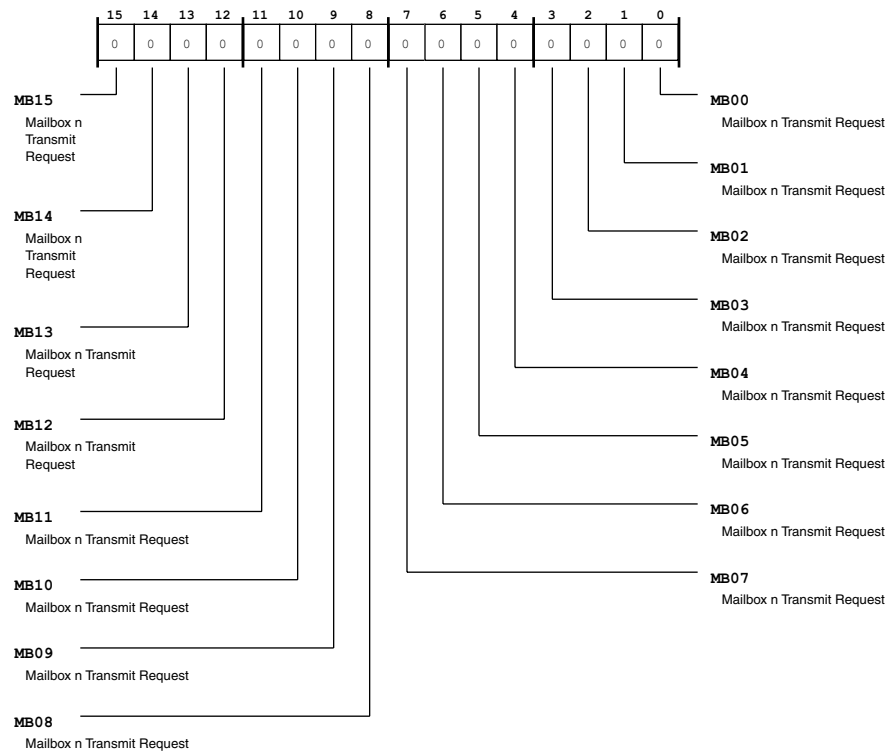 15 14 13 12 11 10 9 8 7 6 5 4 3 2 1 0
0 0 0 0 0 0 0 0 0 0 0 0 0 0 0 0
MB15
Mailbox n
Transmit
Request
MB14
Mailbox n
Transmit
Request
MB13
Mailbox n Transmit
Request
MB12
Mailbox n Transmit
Request
MB11
Mailbox n Transmit Request
MB10
Mailbox n Transmit Request
MB09
Mailbox n Transmit Request
MB08
Mailbox n Transmit Request
MB00
Mailbox n Transmit Request
MB01
Mailbox n Transmit Request
MB02
Mailbox n Transmit Request
MB03
Mailbox n Transmit Request
MB04
Mailbox n Transmit Request
MB05
Mailbox n Transmit Request
MB06
Mailbox n Transmit Request
MB07
Mailbox n Transmit Request